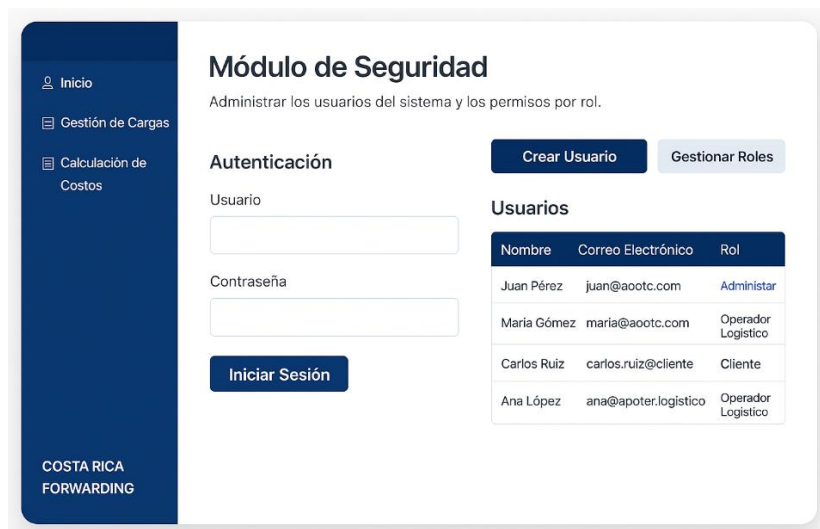 Inicio
Gestión de Cargas
Calculación de
Costos
COSTA RICA
FORWARDING
Módulo de Seguridad
Administrar los usuarios del sistema y los permisos por rol.
Autenticación
Usuario
Contraseña
Iniciar Sesión
Crear Usuario
Gestionar Roles
Usuarios
Nombre Correo Electrónico Rol
Juan Pérez juan@aootc.com Administar
Maria Gómez maria@aootc.com Operador
Logistico
Carlos Ruiz carlos.ruiz@cliente Cliente
Ana López ana@apoter.logistico Operador
Logistico